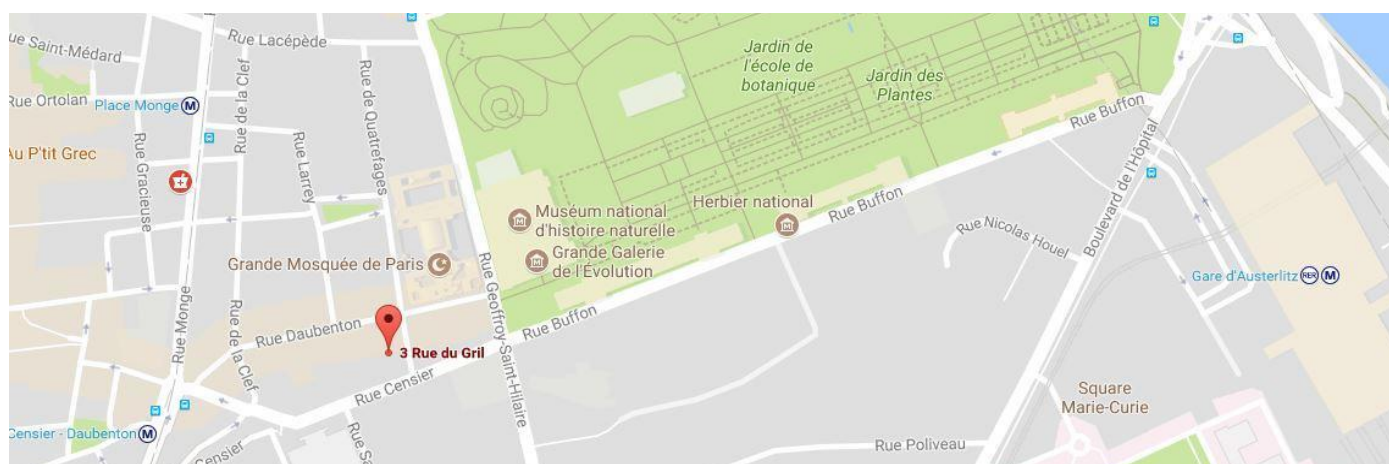 Rue Saint-Médard
Rue Lacépède
Rue Ortolan
Place Monge M
Rue de la Clef
Rue de Quatrefages
Au P'tit Grec
Rue Gracieuse
Rue Larrey
Jardin de
l'école de
botanique
Jardin des
Plantes
Rue Buffon
Boulevard de l'Hôpital
Muséum national
d'histoire naturelle
Herbier national
Rue Buffon
Rue Nicolas Houel
Grande Mosquée de Paris
Grande Galerie
de l'Évolution
Gare d'Austerlitz RER M
Rue Monge
Rue de la Clef
Rue Daubenton
3 Rue du Gril
Rue Geoffroy-Saint-Hilaire
Rue Buffon
Rue Censier
Square
Marie-Curie
Censier - Daubenton M
Censier
Rue Poliveau